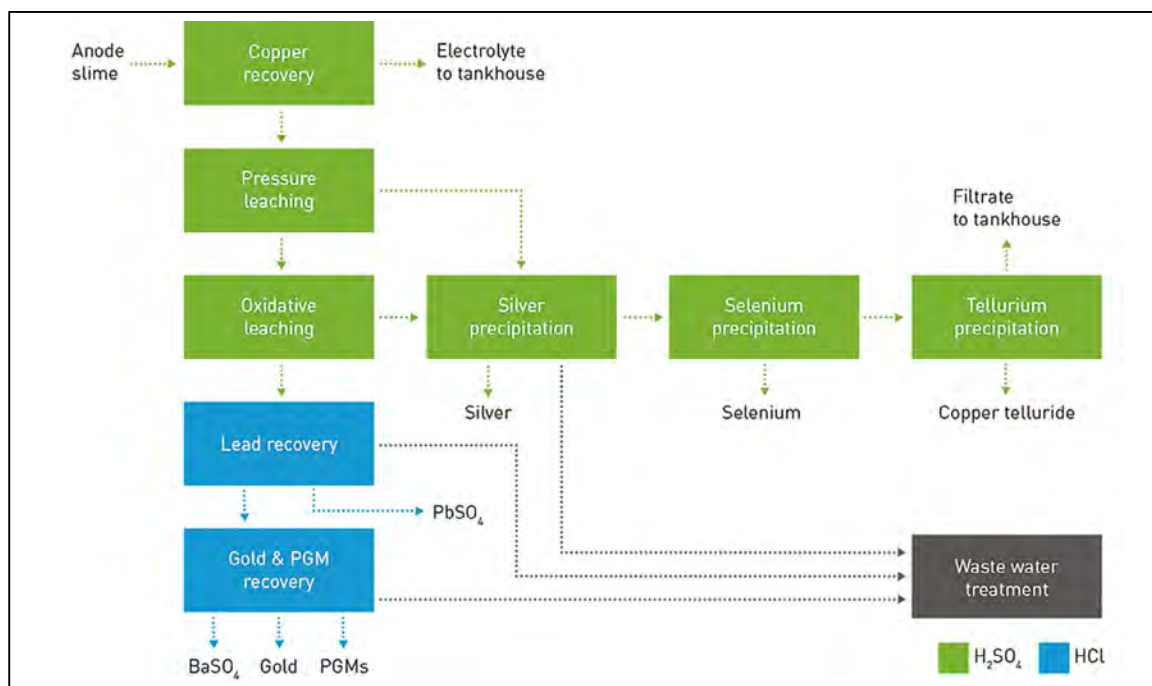 Anode
slime
Copper
recovery
Electrolyte
to tankhouse
Pressure
leaching
Filtrate
to tankhouse
Oxidative
leaching
Silver
precipitation
Selenium
precipitation
Tellurium
precipitation
Silver
Selenium
Copper telluride
Lead recovery
PbSO₄
Gold & PGM
recovery
Waste water
treatment
BaSO₄
Gold
PGMs
H₂SO₄
HCl